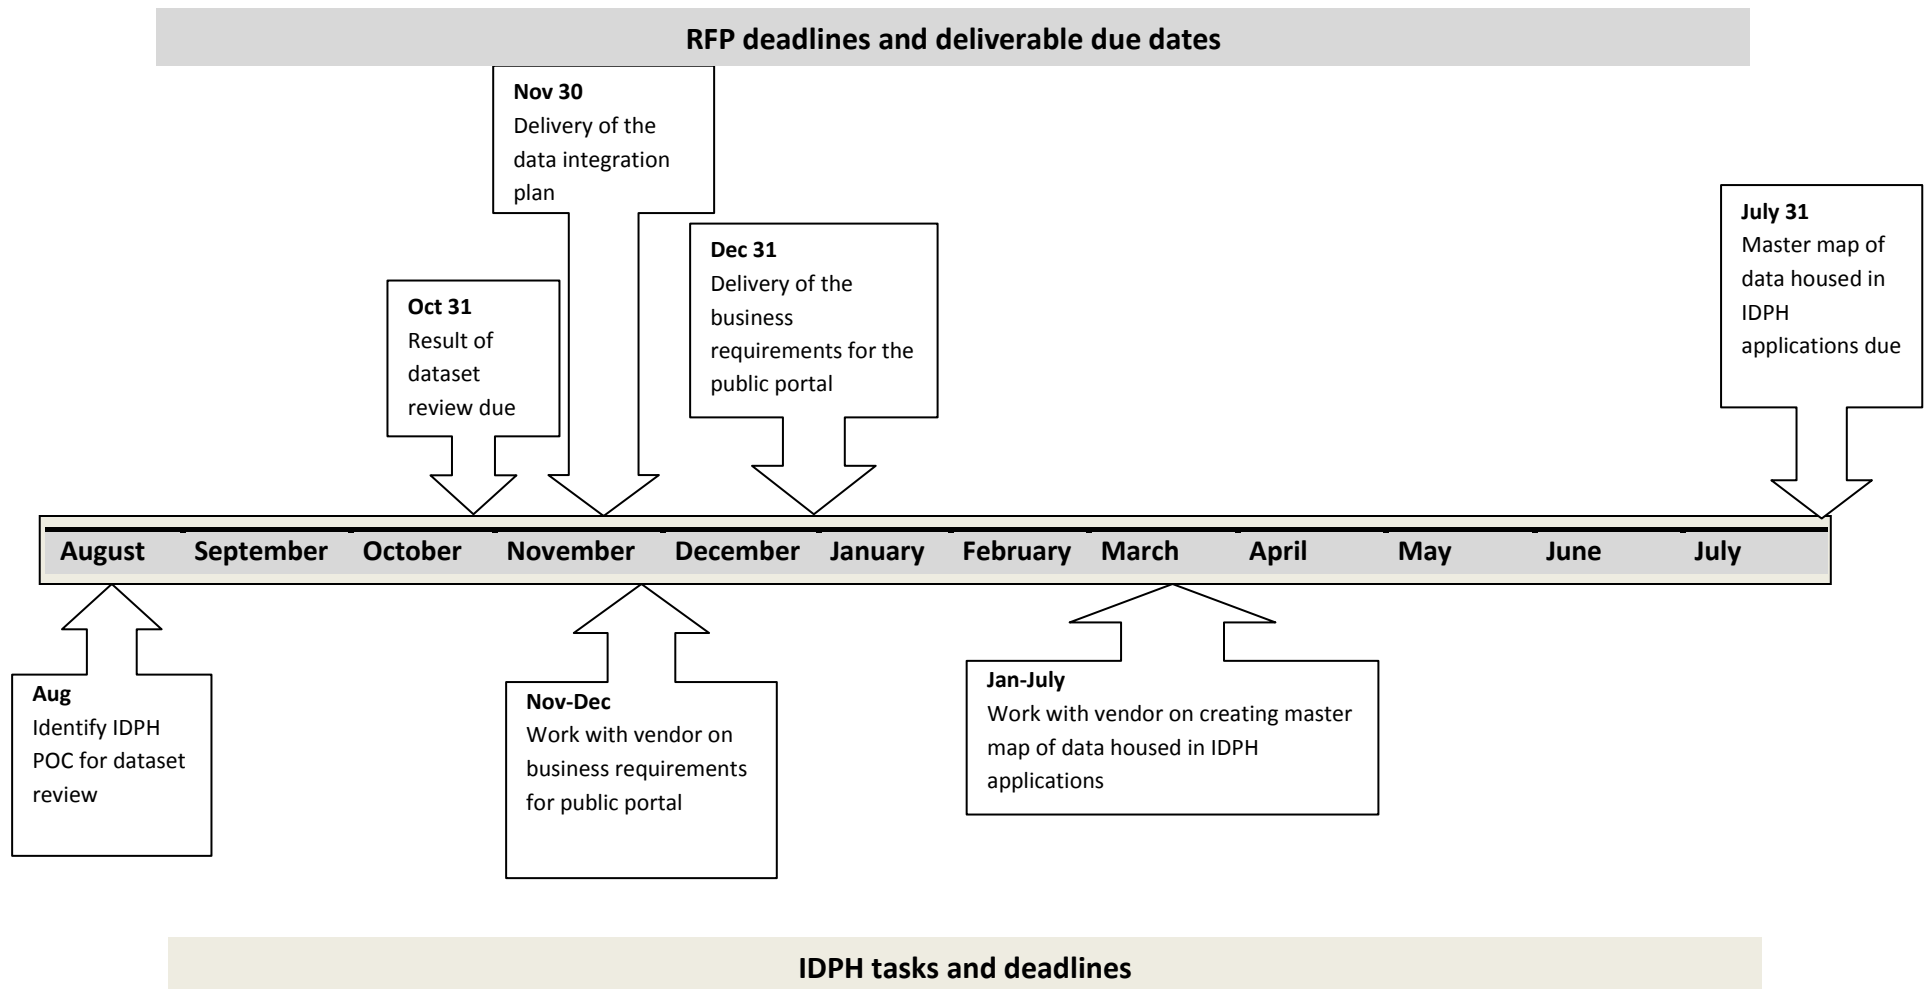 RFP deadlines and deliverable due dates
Nov 30
Delivery of the
data integration
plan
Dec 31
Delivery of the
business
requirements for the
public portal
July 31
Master map of
data housed in
IDPH
applications due
Oct 31
Result of
dataset
review due
August September October November December January February March April May June July
Aug
Identify IDPH
POC for dataset
review
Nov-Dec
Work with vendor on
business requirements
for public portal
Jan-July
Work with vendor on creating master
map of data housed in IDPH
applications
IDPH tasks and deadlines